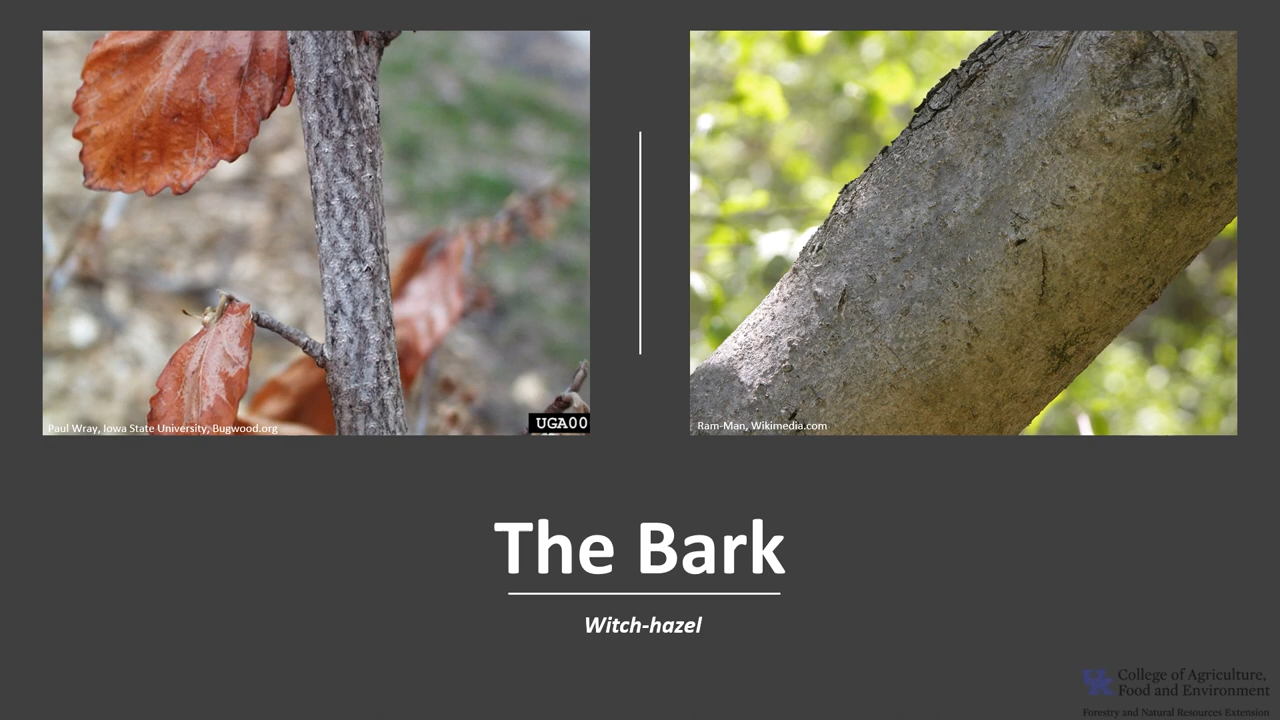 Paul Wray, Iowa State University, Bugwood.org
UGA00
Ram-Man, Wikimedia.com
The Bark
Witch-hazel
UK College of Agriculture,
Food and Environment
Forestry and Natural Resources Extension